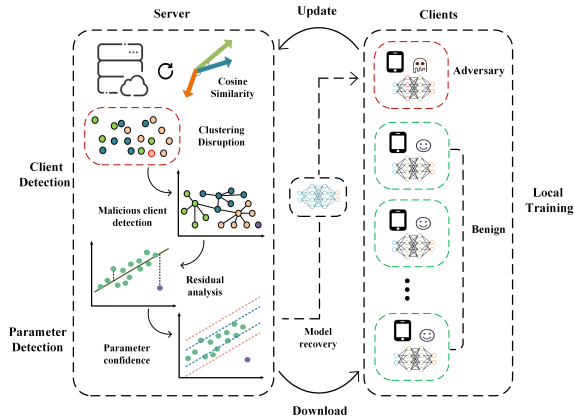 Server
Update
Clients
Cosine
Similarity
Adversary
Clustering
Disruption
Client
Detection
Malicious client
detection
Local
Training
Benign
Residual
analysis
Parameter
Detection
Parameter
confidence
Model
recovery
Download